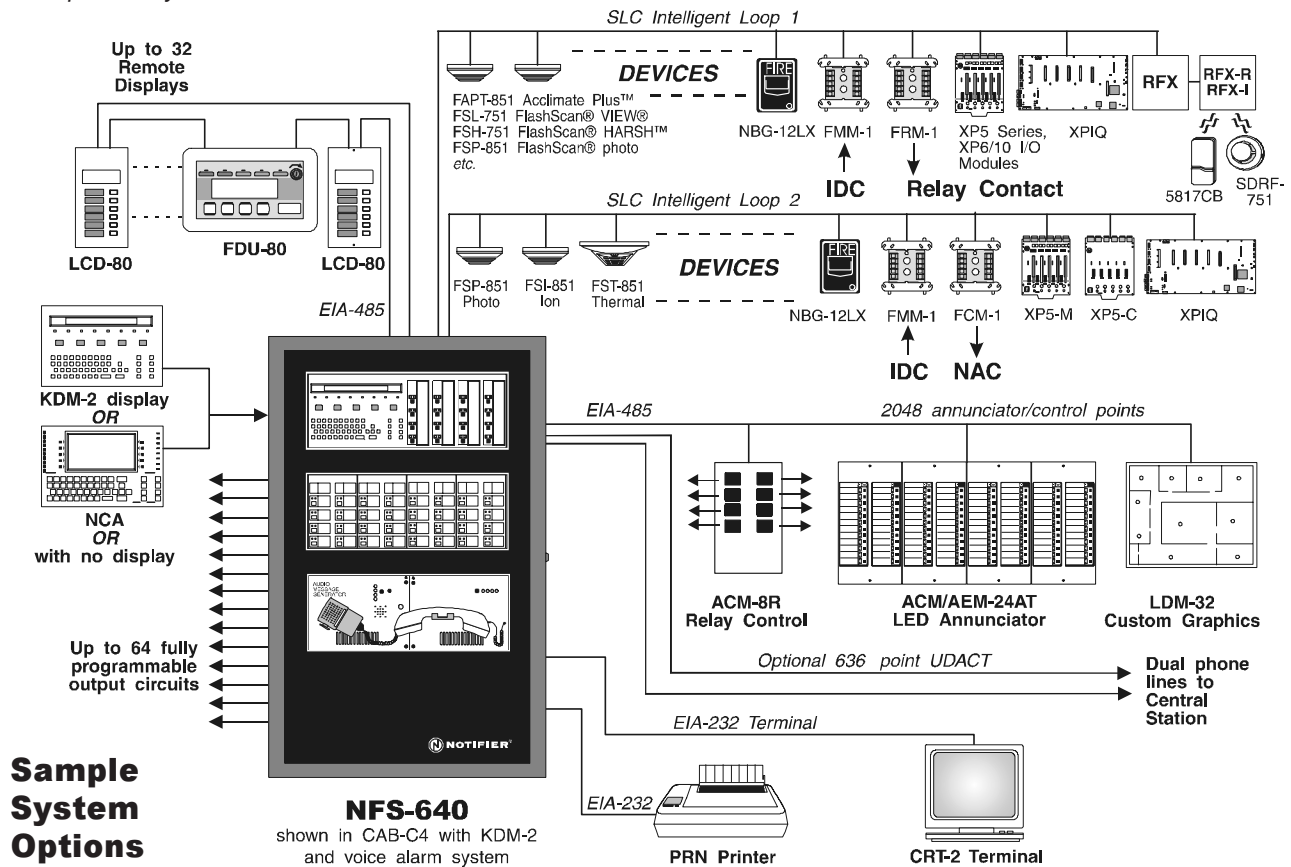 SLC Intelligent Loop 1
Up to 32
Remote
Displays
DEVICES
FIRE
RFX
RFX-R
RFX-I
FAPT-851 Acclimate Plus™
FSL-751 FlashScan® VIEW®
FSH-751 FlashScan® HARSH™
FSP-851 FlashScan® photo
etc.
NBG-12LX
FMM-1
FRM-1
XP5 Series,
XP6/10 I/O
Modules
XPIQ
IDC
Relay Contact
5817CB
SDRF-
751
LCD-80
FDU-80
LCD-80
SLC Intelligent Loop 2
DEVICES
FIRE
FSP-851
Photo
FSI-851
Ion
FST-851
Thermal
NBG-12LX
FMM-1
FCM-1
XP5-M
XP5-C
XPIQ
IDC
NAC
EIA-485
KDM-2 display
OR
NCA
OR
with no display
EIA-485
2048 annunciator/control points
AUDIO
MESSAGE
GENERATOR
ACM-8R
Relay Control
ACM/AEM-24AT
LED Annunciator
LDM-32
Custom Graphics
Up to 64 fully
programmable
output circuits
Optional 636 point UDACT
Dual phone
lines to
Central
Station
EIA-232 Terminal
NOTIFIER®
EIA-232
Sample
System
Options
NFS-640
shown in CAB-C4 with KDM-2
and voice alarm system
PRN Printer
CRT-2 Terminal